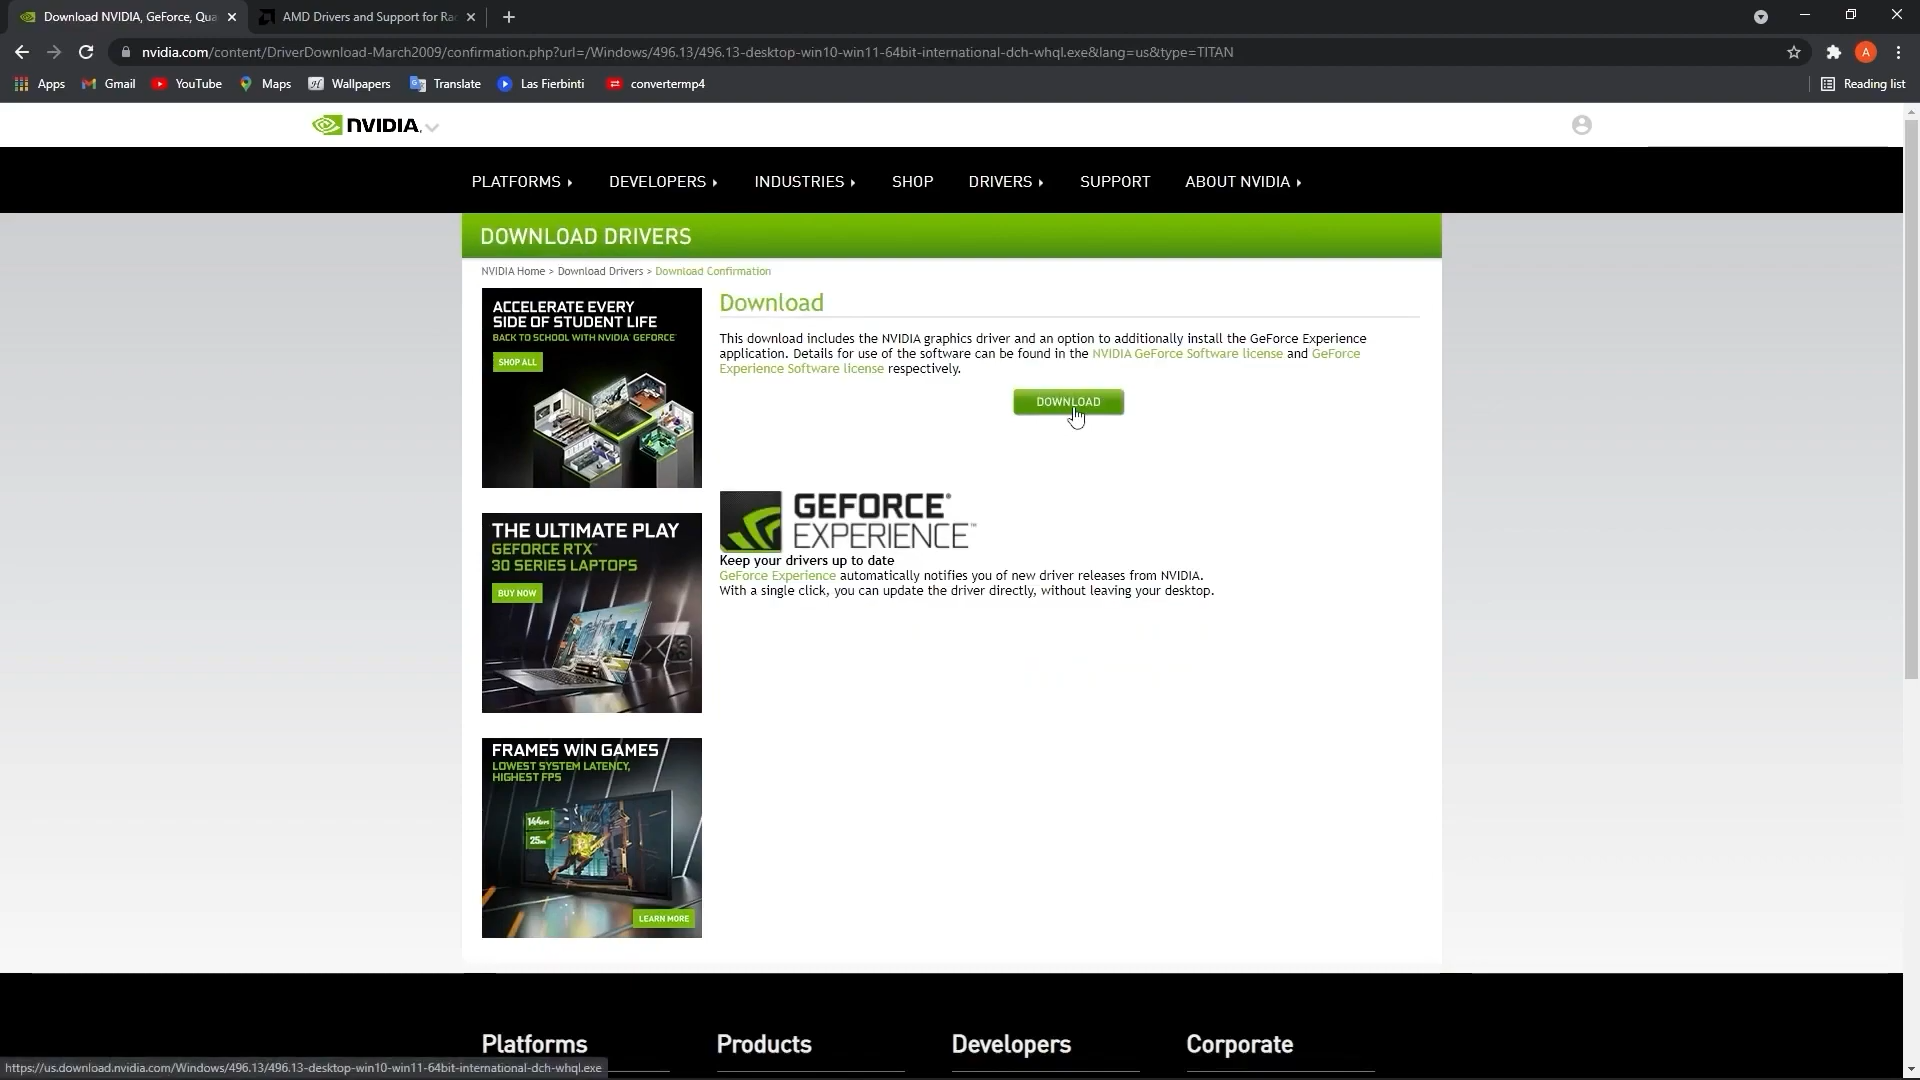 Download NVIDIA, GeForce, Qua
AMD Drivers and Support for Rad
nvidia.com/content/DriverDownload-March2009/confirmation.php?url=/Windows/496.13/496.13-desktop-win10-win11-64bit-international-dch-whql.exe&lang=us&type=TITAN
A
Apps Gmail YouTube Maps Wallpapers Translate Las Fierbinti convertermp4 Reading list
NVIDIA.
PLATFORMS DEVELOPERS INDUSTRIES SHOP DRIVERS SUPPORT ABOUT NVIDIA
DOWNLOAD DRIVERS
NVIDIA Home > Download Drivers > Download Confirmation
ACCELERATE EVERY
SIDE OF STUDENT LIFE
BACK TO SCHOOL WITH NVIDIA GEFORCE®
SHOP ALL
Download
This download includes the NVIDIA graphics driver and an option to additionally install the GeForce Experience
application. Details for use of the software can be found in the NVIDIA GeForce Software license and GeForce
Experience Software license respectively.
DOWNLOAD
THE ULTIMATE PLAY
GEFORCE RTX™
30 SERIES LAPTOPS
BUY NOW
GEFORCE®
EXPERIENCE™
Keep your drivers up to date
GeForce Experience automatically notifies you of new driver releases from NVIDIA.
With a single click, you can update the driver directly, without leaving your desktop.
FRAMES WIN GAMES
LOWEST SYSTEM LATENCY,
HIGHEST FPS
LEARN MORE
Platforms Products Developers Corporate
https://us.download.nvidia.com/Windows/496.13/496.13-desktop-win10-win11-64bit-international-dch-whql.exe